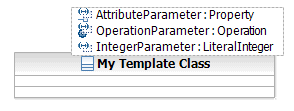 AttributeParameter : Property
OperationParameter : Operation
IntegerParameter : LiteralInteger
My Template Class